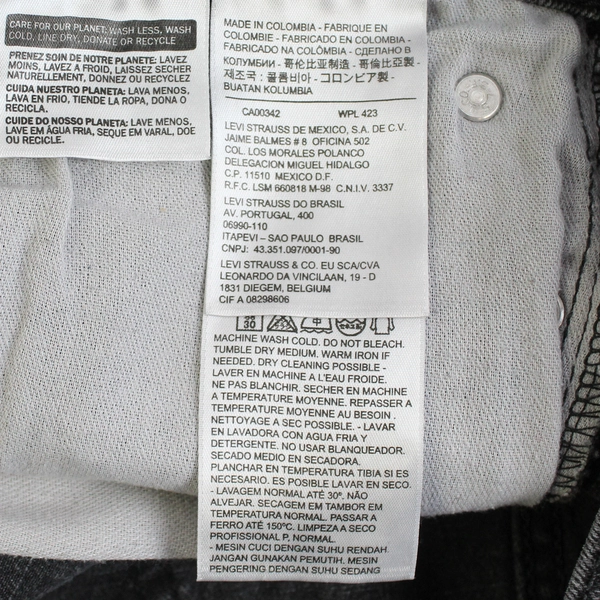 CARE FOR OUR PLANET: WASH LESS, WASH
COLD, LINE DRY, DONATE OR RECYCLE
PRENEZ SOIN DE NOTRE PLANETE: LAVEZ
MOINS, LAVEZ A FROID, LAISSEZ SECHER
NATURELLEMENT, DONNEZ OU RECYCLEZ
CUIDA NUESTRO PLANETA: LAVA MENOS,
LAVA EN FRIO, TIENDE LA ROPA, DONA O
RECICLA.
CUIDE DO NOSSO PLANETA: LAVE MENOS,
LAVE EM ÁGUA FRIA, SEQUE EM VARAL, DOE
OU RECICLE.
MADE IN COLOMBIA - FABRIQUE EN
COLOMBIE - FABRICADO EN COLOMBIA -
FABRICADO NA COLÔMBIA - СДЕЛАНО В
КОЛУМБИИ - 哥伦比亚制造 - 哥倫比亞製 -
제조국 : 콜롬비아 - コロンビア製 -
BUATAN KOLUMBIA
CA00342 WPL 423
LEVI STRAUSS DE MEXICO, S.A. DE C.V.
JAIME BALMES # 8 OFICINA 502
COL. LOS MORALES POLANCO
DELEGACION MIGUEL HIDALGO
C.P. 11510 MEXICO D.F.
R.F.C. LSM 660818 M-98 C.N.I.V. 3337
LEVI STRAUSS DO BRASIL
AV. PORTUGAL, 400
06990-110
ITAPEVI – SAO PAULO BRASIL
CNPJ: 43.351.097/0001-90
LEVI STRAUSS & CO. EU SCA/CVA
LEONARDO DA VINCILAAN, 19 - D
1831 DIEGEM, BELGIUM
CIF A 08298606
30
MACHINE WASH COLD. DO NOT BLEACH.
TUMBLE DRY MEDIUM. WARM IRON IF
NEEDED. DRY CLEANING POSSIBLE -
LAVER EN MACHINE A L'EAU FROIDE.
NE PAS BLANCHIR. SECHER EN MACHINE
A TEMPERATURE MOYENNE. REPASSER A
TEMPERATURE MOYENNE AU BESOIN .
NETTOYAGE A SEC POSSIBLE. - LAVAR
EN LAVADORA CON AGUA FRIA Y
DETERGENTE. NO USAR BLANQUEADOR.
SECADO MEDIO EN SECADORA.
PLANCHAR EN TEMPERATURA TIBIA SI ES
NECESARIO. ES POSIBLE LAVAR EN SECO.
- LAVAGEM NORMAL ATÉ 30º. NÃO
ALVEJAR. SECAGEM EM TAMBOR EM
TEMPERATURA NORMAL. PASSAR A
FERRO ATÉ 150ºC. LIMPEZA A SECO
PROFISSIONAL P, NORMAL.
- MESIN CUCI DENGAN SUHU RENDAH.
JANGAN GUNAKAN PEMUTIH. MESIN
PENGERING DENGAN SUHU SEDANG